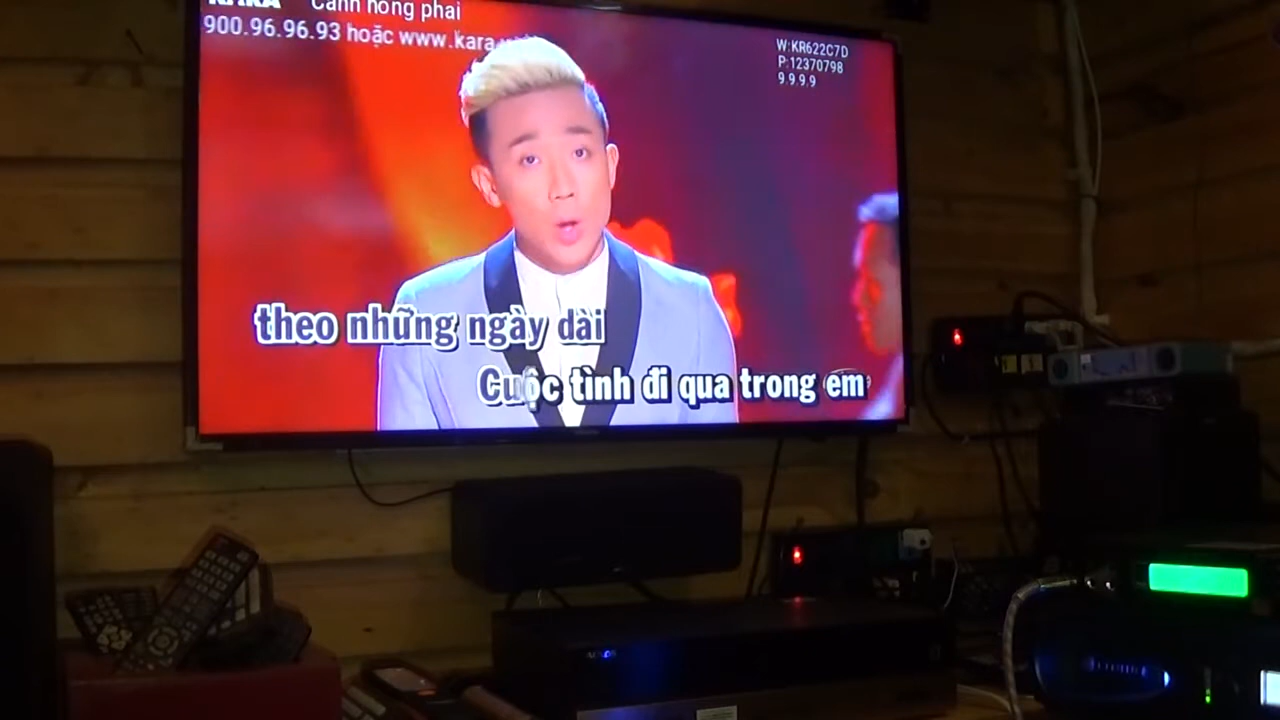 KARA Cánh hồng phai
900.96.96.93 hoặc www.kara
W:KR622C7D
P:12370798
9.9.9.9
theo những ngày dài
Cuộc tình đi qua trong em